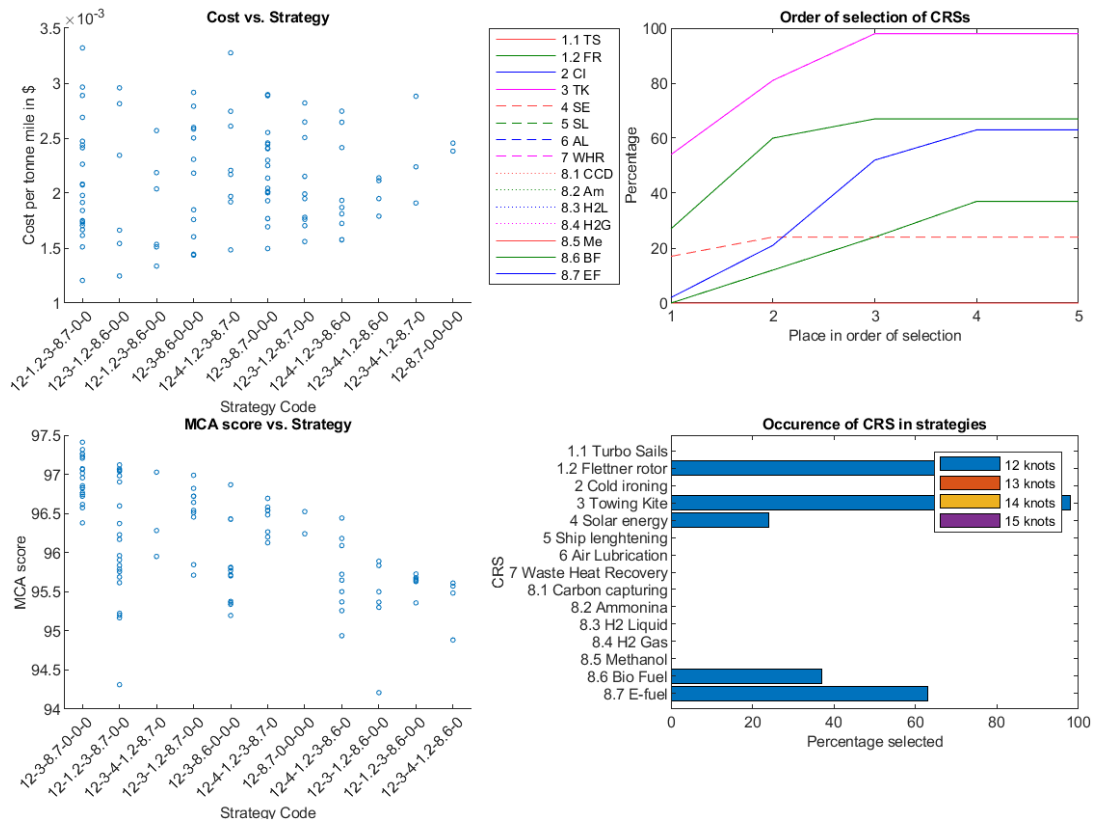 Cost vs. Strategy
×10⁻³
3.5
3
2.5
2
1.5
1
Cost per tonne mile in $
12-1.2-3-8.7-0-0
12-3-1.2-8.6-0-0
12-1.2-3-8.6-0-0
12-3-8.6-0-0-0
12-4-1.2-3-8.7-0
12-3-8.7-0-0-0
12-3-1.2-8.7-0-0
12-4-1.2-3-8.6-0
12-3-4-1.2-8.6-0
12-3-4-1.2-8.7-0
12-8.7-0-0-0-0
Strategy Code
1.1 TS
1.2 FR
2 CI
3 TK
4 SE
5 SL
6 AL
7 WHR
8.1 CCD
8.2 Am
8.3 H2L
8.4 H2G
8.5 Me
8.6 BF
8.7 EF
Order of selection of CRSs
100
80
60
40
20
0
Percentage
1 2 3 4 5
Place in order of selection
MCA score vs. Strategy
97.5
97
96.5
96
95.5
95
94.5
94
MCA score
12-3-8.7-0-0-0
12-1.2-3-8.7-0-0
12-3-4-1.2-8.7-0
12-3-1.2-8.7-0-0
12-3-8.6-0-0-0
12-4-1.2-3-8.7-0
12-8.7-0-0-0-0
12-4-1.2-3-8.6-0
12-3-1.2-8.6-0-0
12-1.2-3-8.6-0-0
12-3-4-1.2-8.6-0
Strategy Code
Occurence of CRS in strategies
1.1 Turbo Sails
1.2 Flettner rotor
2 Cold ironing
3 Towing Kite
4 Solar energy
5 Ship lenghtening
6 Air Lubrication
7 Waste Heat Recovery
8.1 Carbon capturing
8.2 Ammonina
8.3 H2 Liquid
8.4 H2 Gas
8.5 Methanol
8.6 Bio Fuel
8.7 E-fuel
CRS
12 knots
13 knots
14 knots
15 knots
0 20 40 60 80 100
Percentage selected